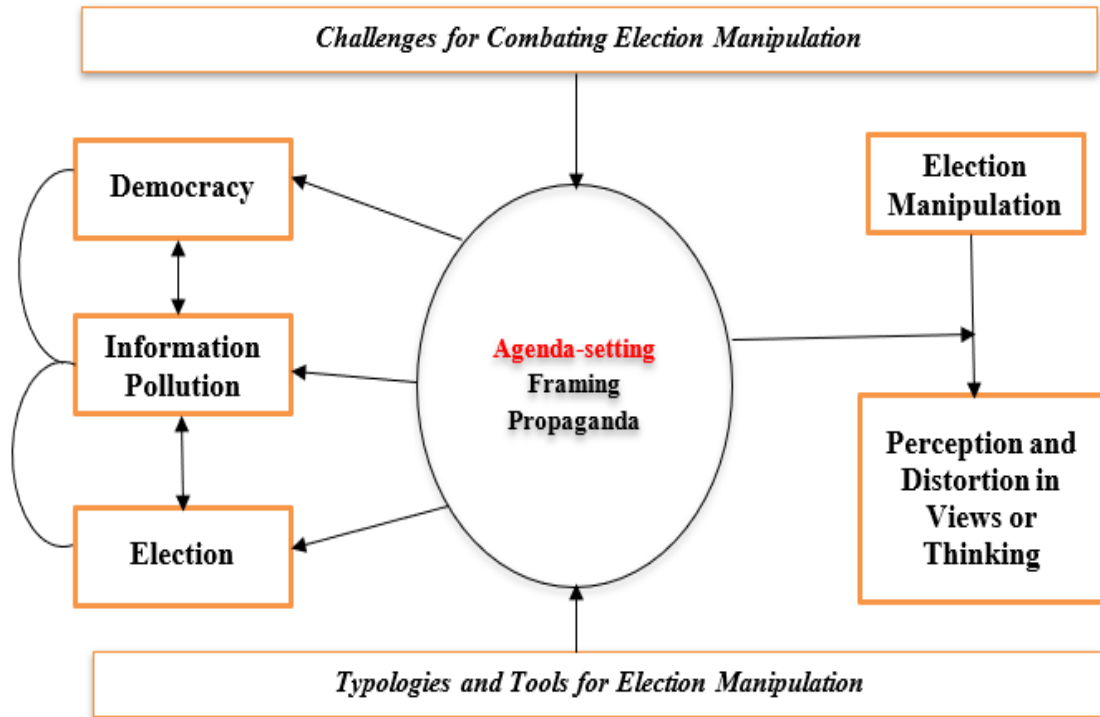 Challenges for Combating Election Manipulation
Democracy
Election
Manipulation
Information
Pollution
Agenda-setting
Framing
Propaganda
Perception and
Distortion in
Views or
Thinking
Election
Typologies and Tools for Election Manipulation